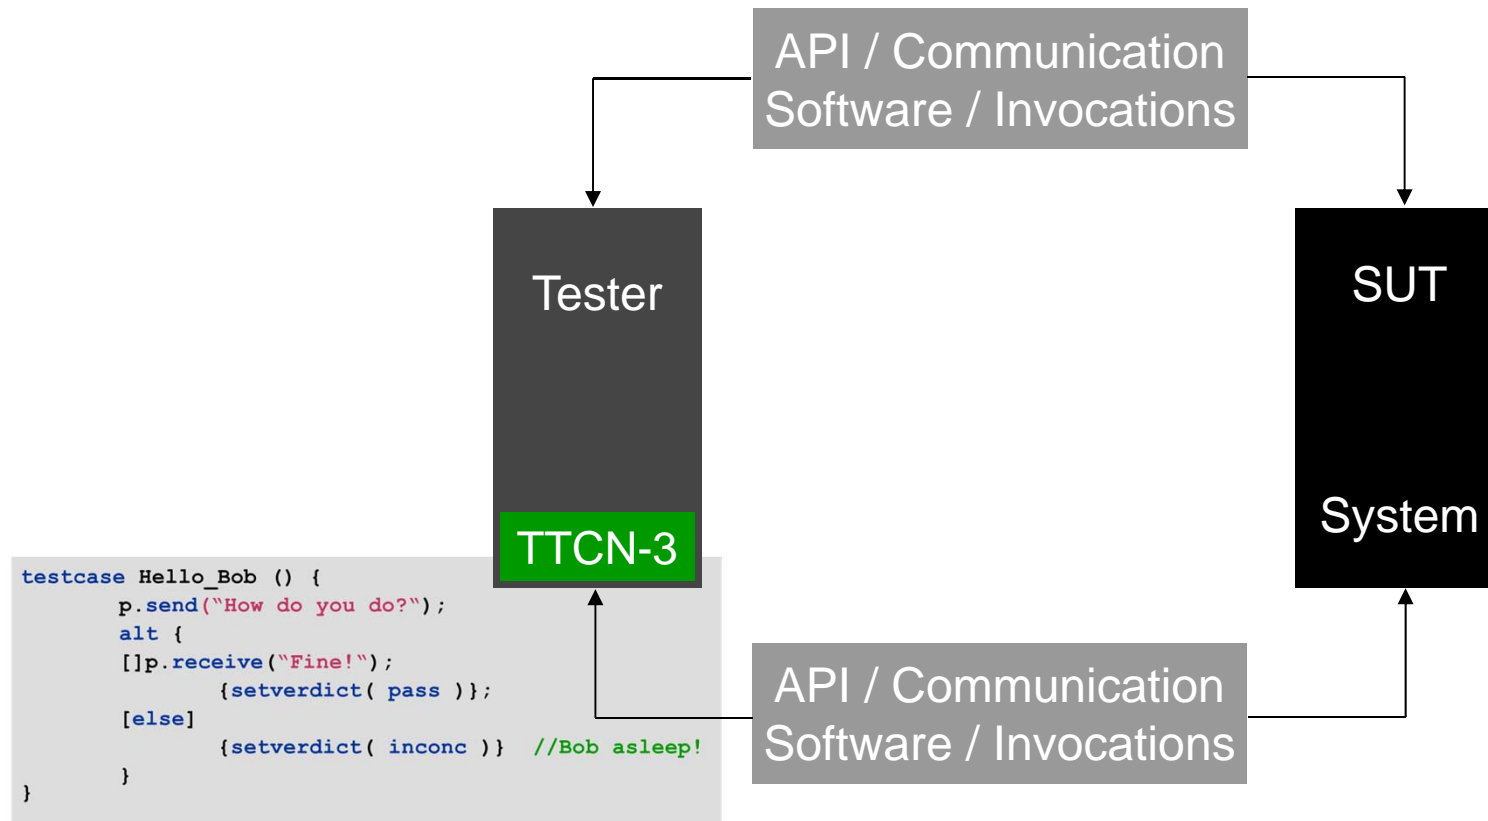 API / Communication
Software / Invocations
Tester
SUT
System
TTCN-3
testcase Hello_Bob () {
p.send(‟How do you do?‟);
alt {
[]p.receive(‟Fine!‟);
{setverdict( pass )};
[else]
{setverdict( inconc )} //Bob asleep!
}
}
API / Communication
Software / Invocations